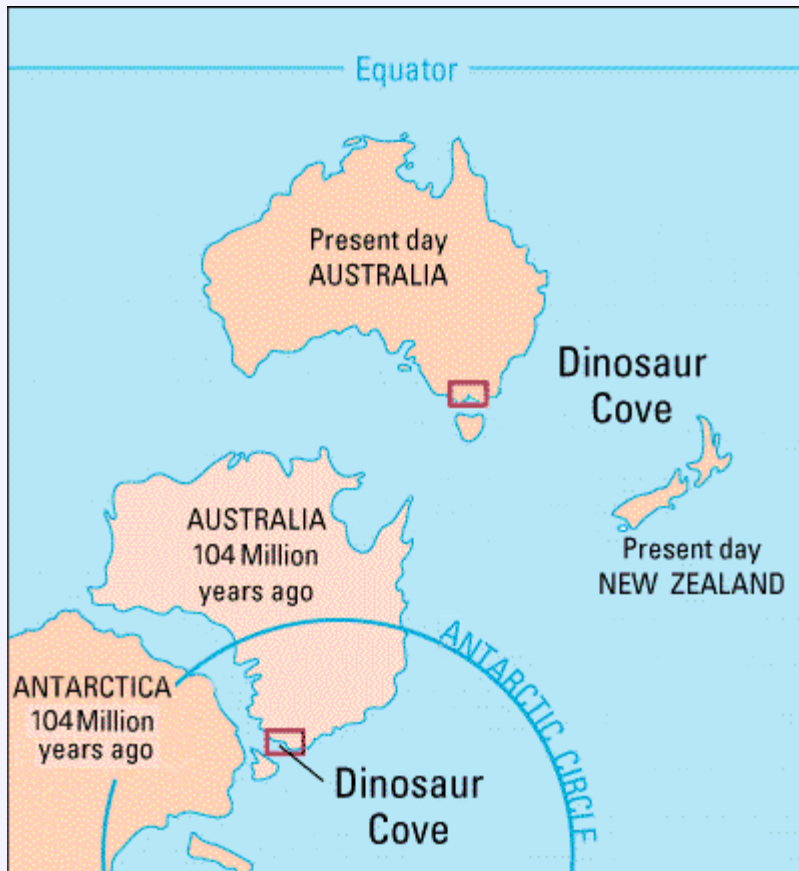 Equator
Present day
AUSTRALIA
Dinosaur
Cove
Present day
NEW ZEALAND
AUSTRALIA
104 Million
years ago
ANTARCTIC CIRCLE
ANTARCTICA
104 Million
years ago
Dinosaur
Cove